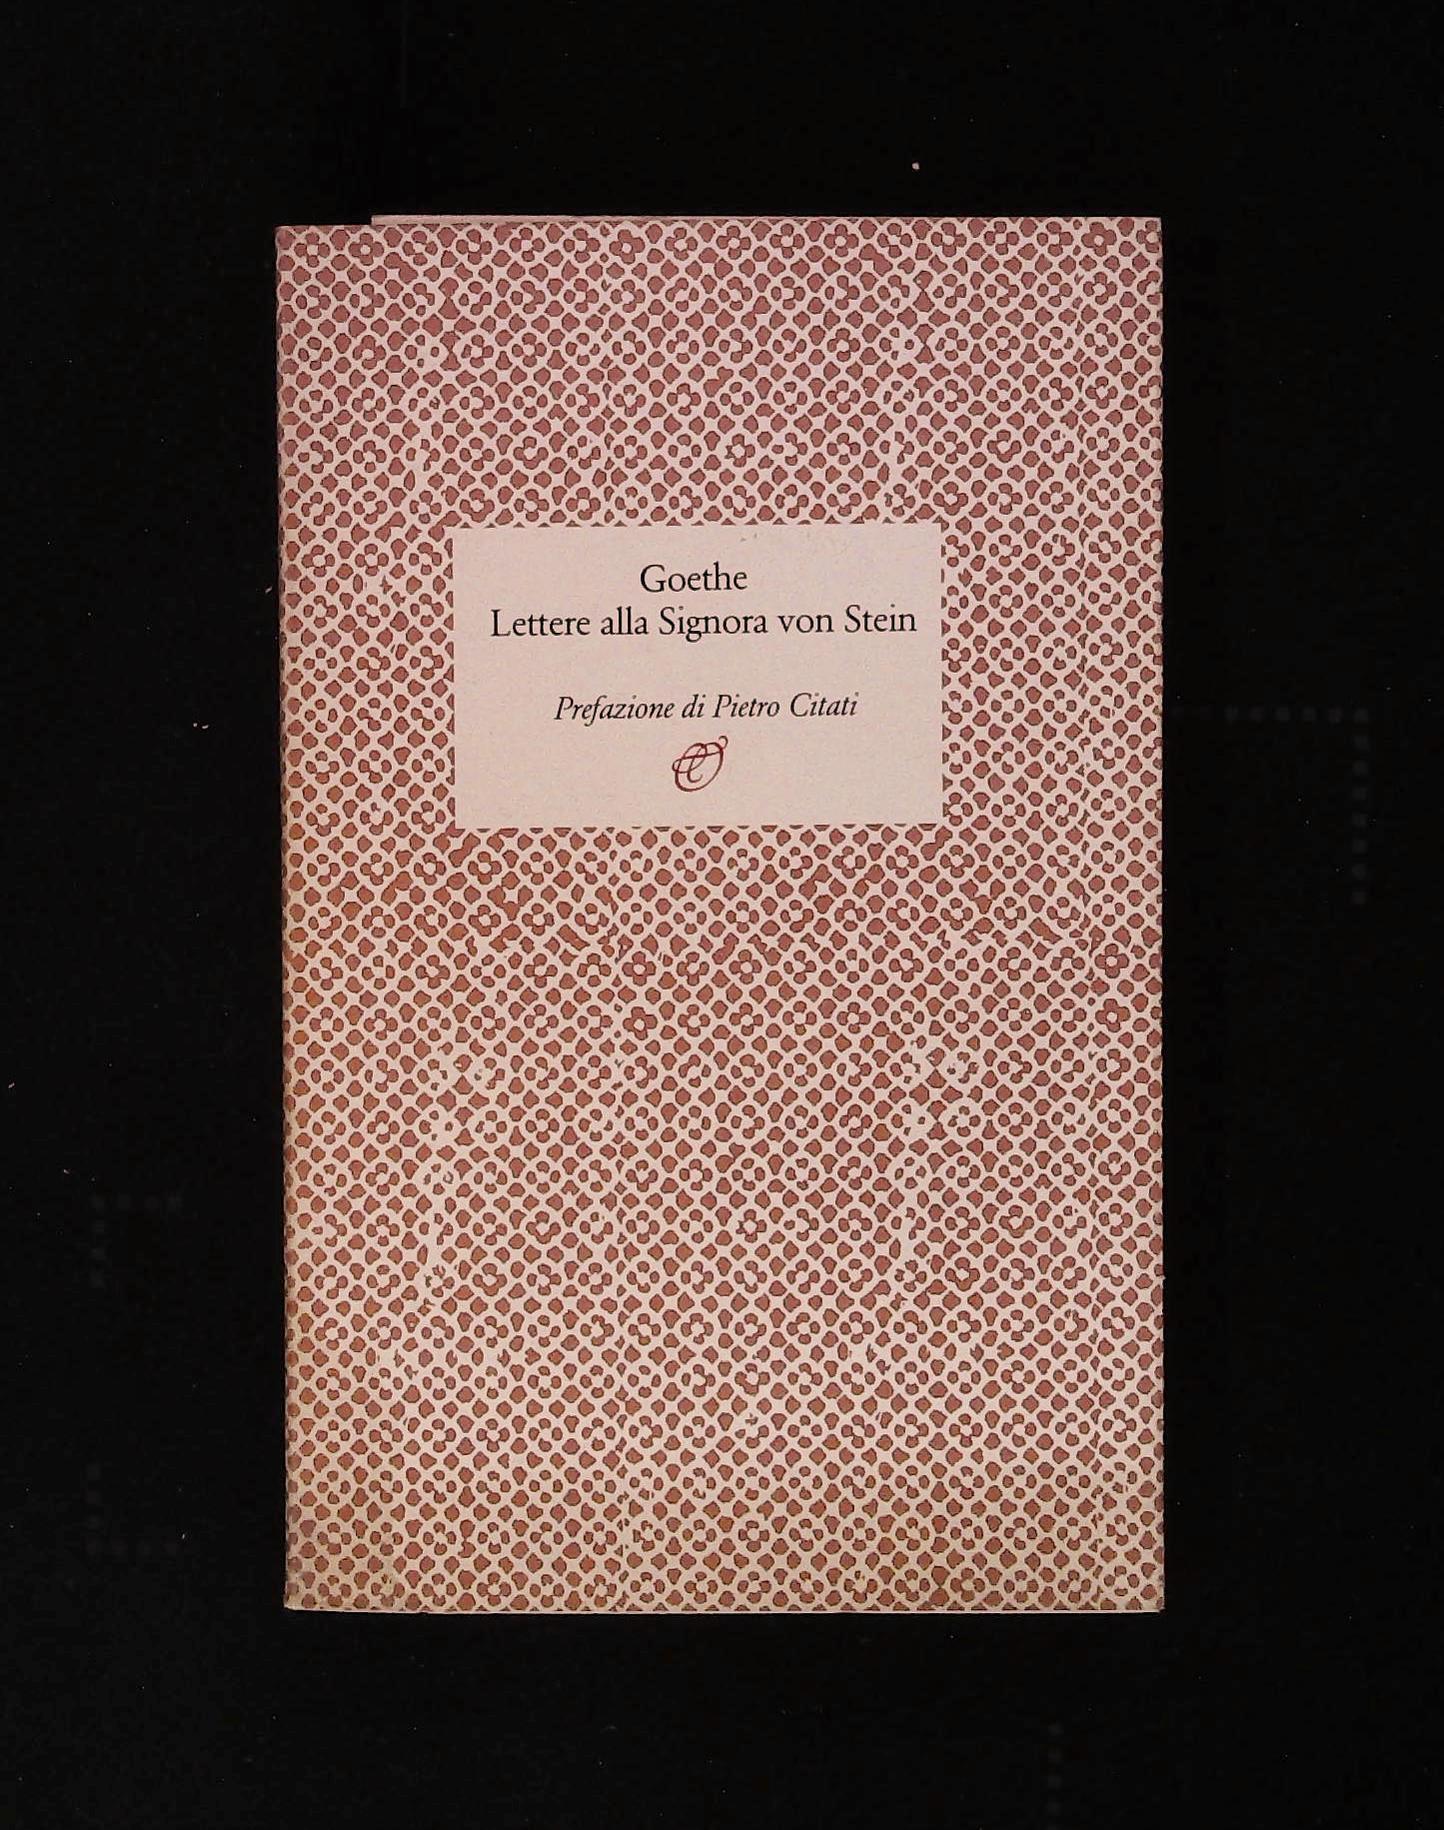 Goethe
Lettere alla Signora von Stein
Prefazione di Pietro Citati